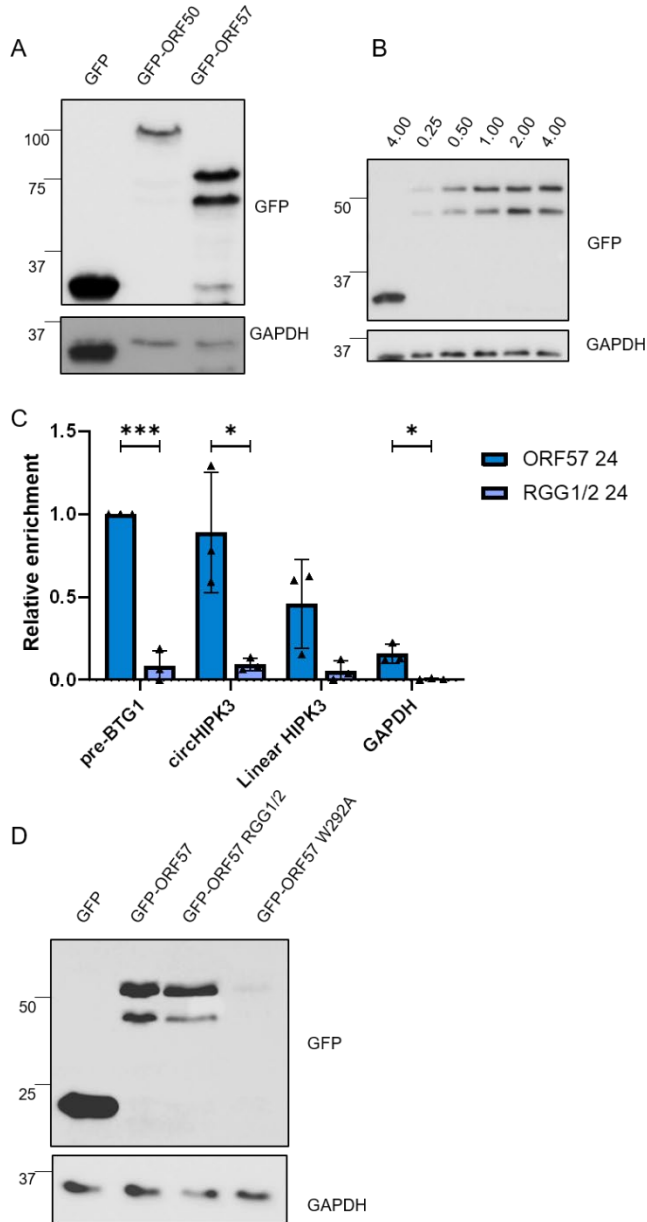 A
GFP
GFP-ORF50
GFP-ORF57
100
75
37
GFP
37
GAPDH
B
4.00 0.25 0.50 1.00 2.00 4.00
50
37
GFP
37
GAPDH
C
Relative enrichment
1.5
1.0
0.5
0.0
*** * *
ORF57 24
RGG1/2 24
pre-BTG1
circHIPK3
Linear HIPK3
GAPDH
D
GFP
GFP-ORF57
GFP-ORF57 RGG1/2
GFP-ORF57 W292A
50
25
GFP
37
GAPDH